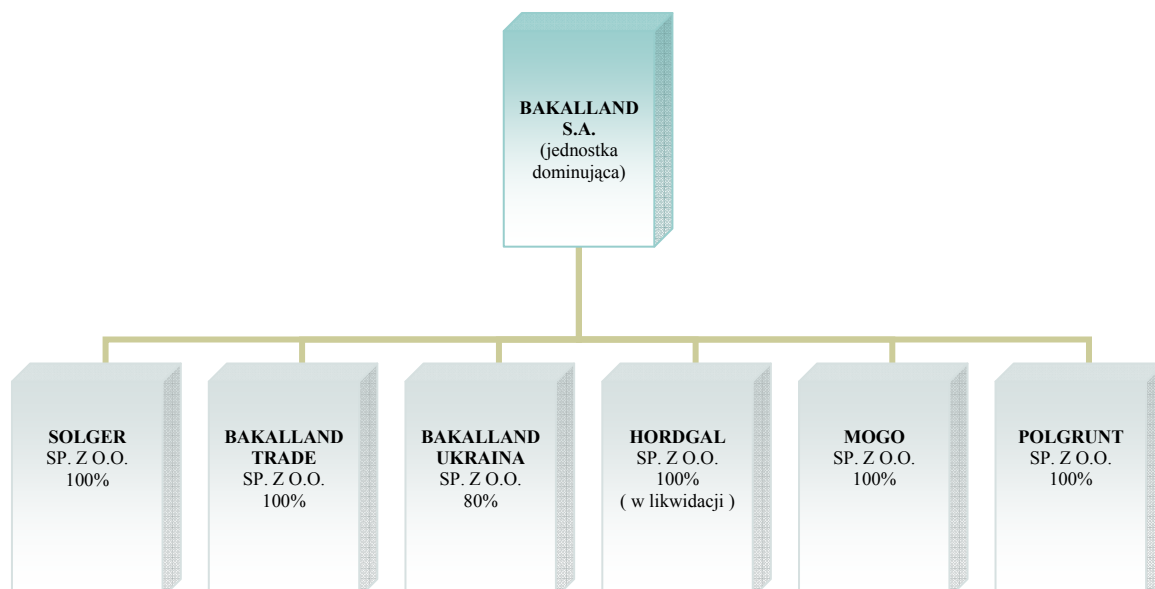 BAKALLAND
S.A.
(jednostka
dominująca)
SOLGER
SP. Z O.O.
100%
BAKALLAND
TRADE
SP. Z O.O.
100%
BAKALLAND
UKRAINA
SP. Z O.O.
80%
HORDGAL
SP. Z O.O.
100%
( w likwidacji )
MOGO
SP. Z O.O.
100%
POLGRUNT
SP. Z O.O.
100%